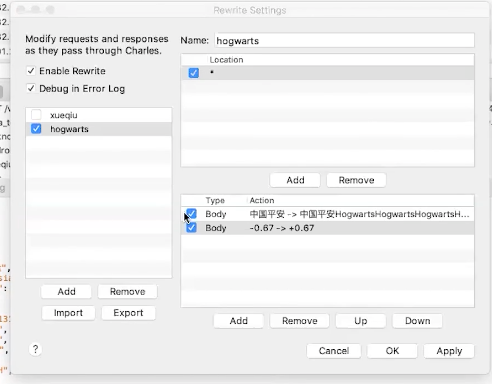 Rewrite Settings
Modify requests and responses
as they pass through Charles.
Enable Rewrite
Debug in Error Log
xueqiu
hogwarts
Add
Remove
Import
Export
?
Name:
hogwarts
Location
*
Add
Remove
Type
Action
Body
中国平安 -> 中国平安HogwartsHogwartsHogwartsH...
Body
-0.67 -> +0.67
Add
Remove
Up
Down
Cancel
OK
Apply